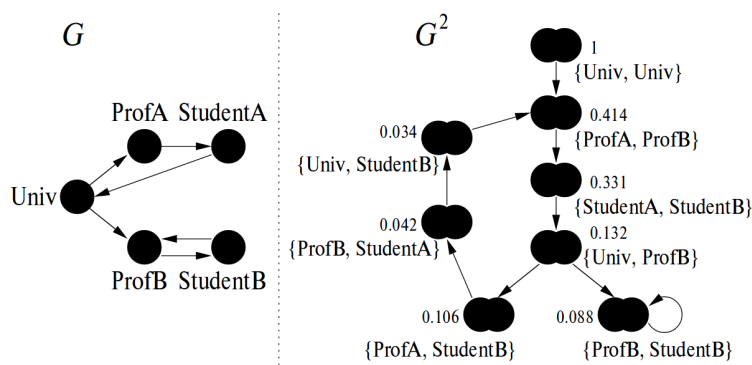 G
ProfA StudentA
Univ
ProfB StudentB
G²
1
{Univ, Univ}
0.414
{ProfA, ProfB}
0.034
{Univ, StudentB}
0.331
{StudentA, StudentB}
0.042
{ProfB, StudentA}
0.132
{Univ, ProfB}
0.106
{ProfA, StudentB}
0.088
{ProfB, StudentB}